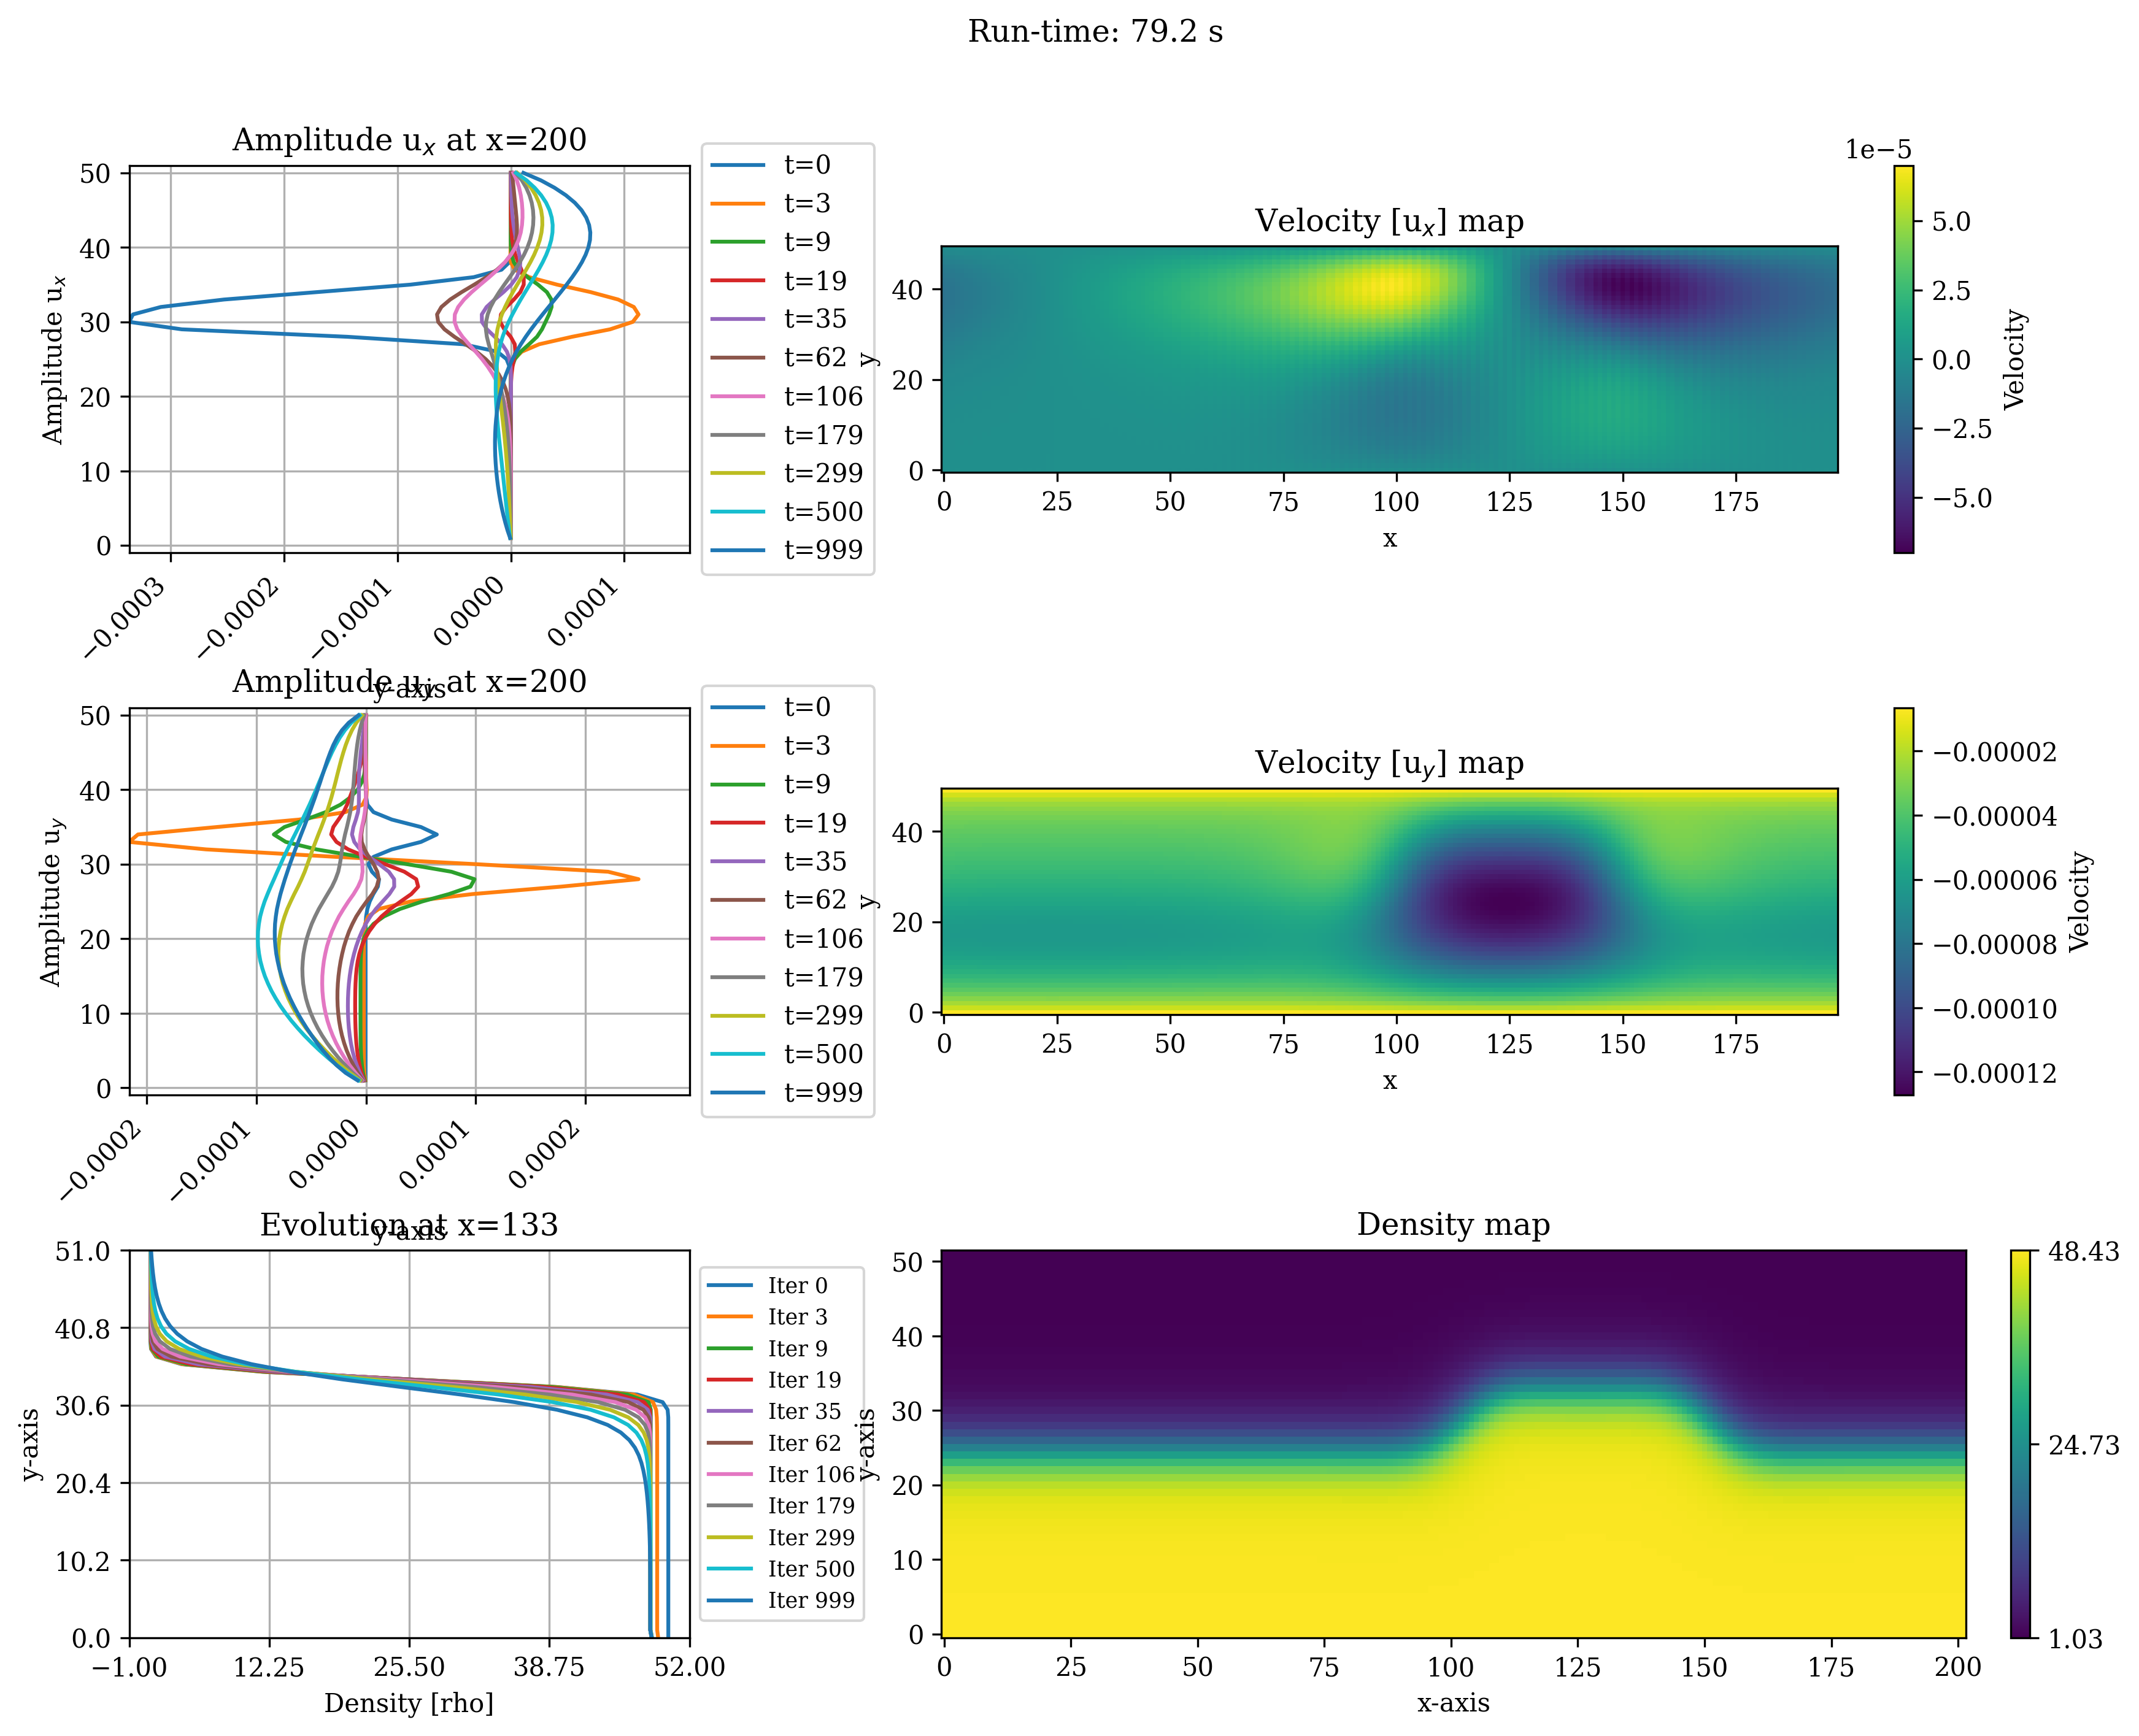 Run-time: 79.2 s
Amplitude uₓ at x=200
Amplitude uₓ
50
40
30
20
10
0
−0.0003
−0.0002
−0.0001
0.0000
0.0001
y-axis
t=0
t=3
t=9
t=19
t=35
t=62
t=106
t=179
t=299
t=500
t=999
Velocity [uₓ] map
y
40
20
0
0
25
50
75
100
125
150
175
x
1e−5
5.0
2.5
0.0
−2.5
−5.0
Velocity
Amplitude u_y at x=200
Amplitude u_y
50
40
30
20
10
0
−0.0002
−0.0001
0.0000
0.0001
0.0002
y-axis
t=0
t=3
t=9
t=19
t=35
t=62
t=106
t=179
t=299
t=500
t=999
Velocity [u_y] map
y
40
20
0
0
25
50
75
100
125
150
175
x
−0.00002
−0.00004
−0.00006
−0.00008
−0.00010
−0.00012
Velocity
Evolution at x=133
y-axis
51.0
40.8
30.6
20.4
10.2
0.0
−1.00
12.25
25.50
38.75
52.00
Density [rho]
Iter 0
Iter 3
Iter 9
Iter 19
Iter 35
Iter 62
Iter 106
Iter 179
Iter 299
Iter 500
Iter 999
Density map
y-axis
50
40
30
20
10
0
0
25
50
75
100
125
150
175
200
x-axis
48.43
24.73
1.03